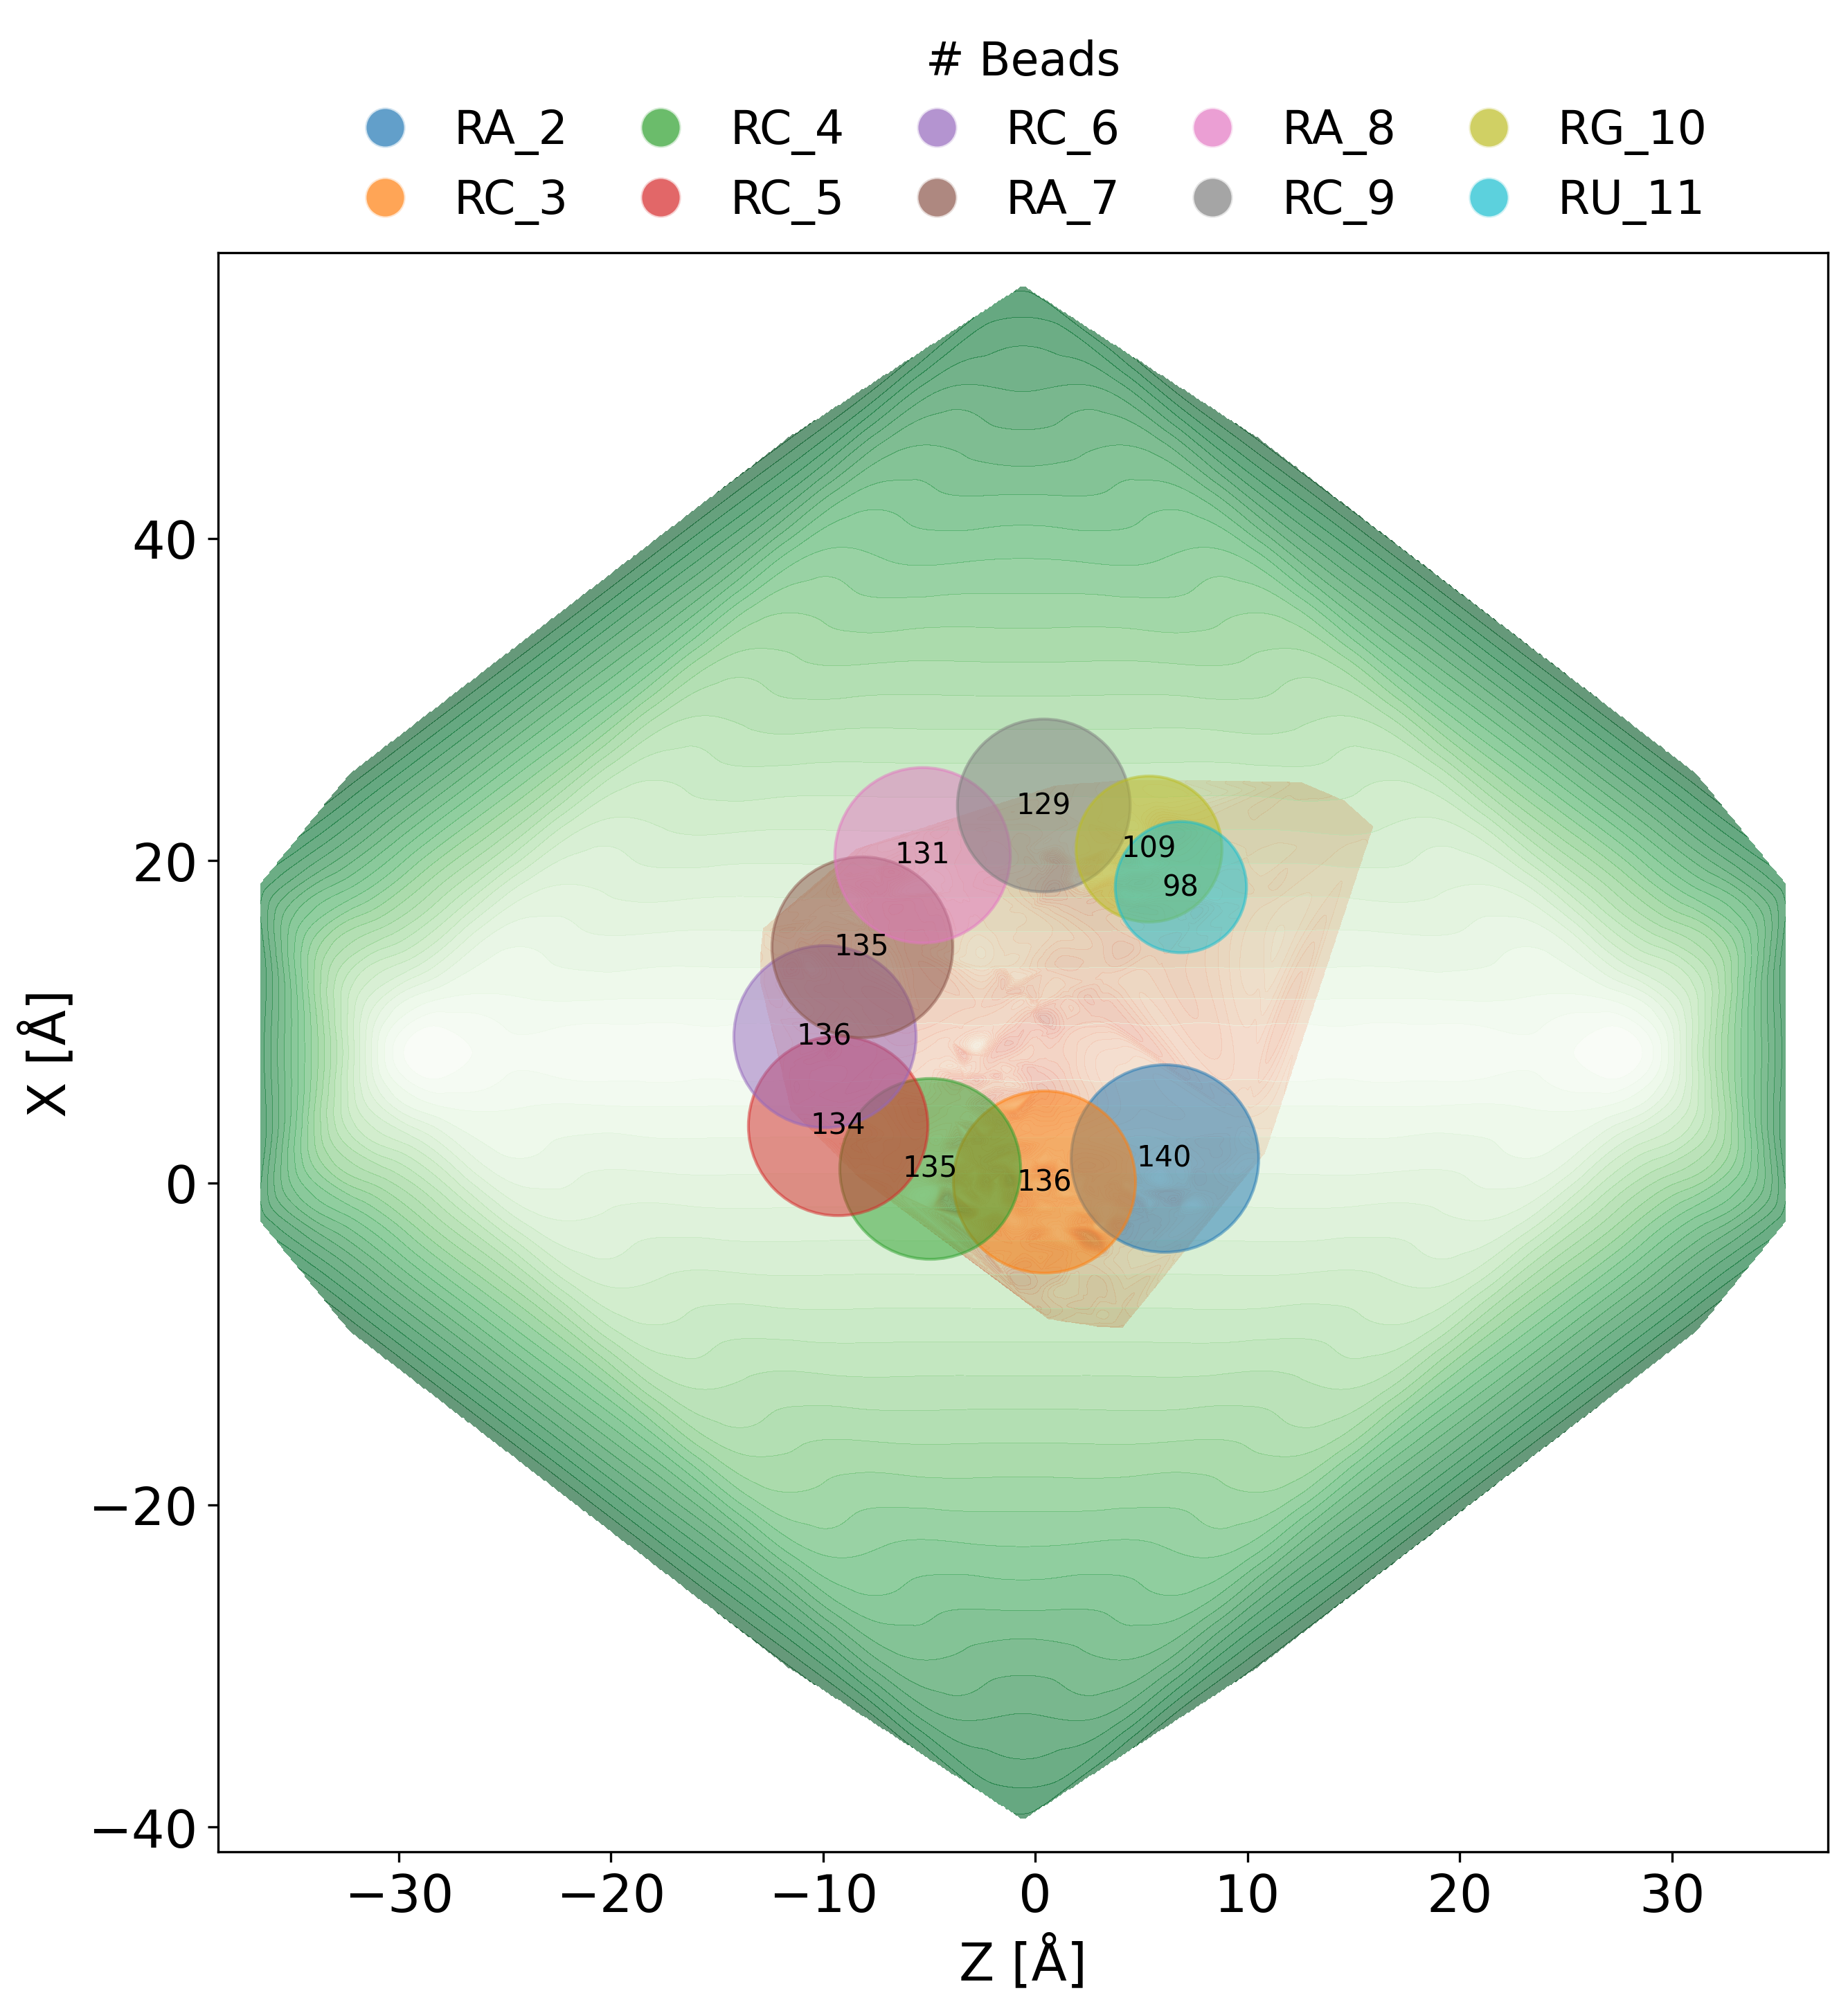 # Beads
RA_2 RC_4 RC_6 RA_8 RG_10
RC_3 RC_5 RA_7 RC_9 RU_11
40
129
109
20
131
98
135
X [Å]
136
134
140
135
136
0
−20
−40
−30 −20 −10 0 10 20 30
Z [Å]